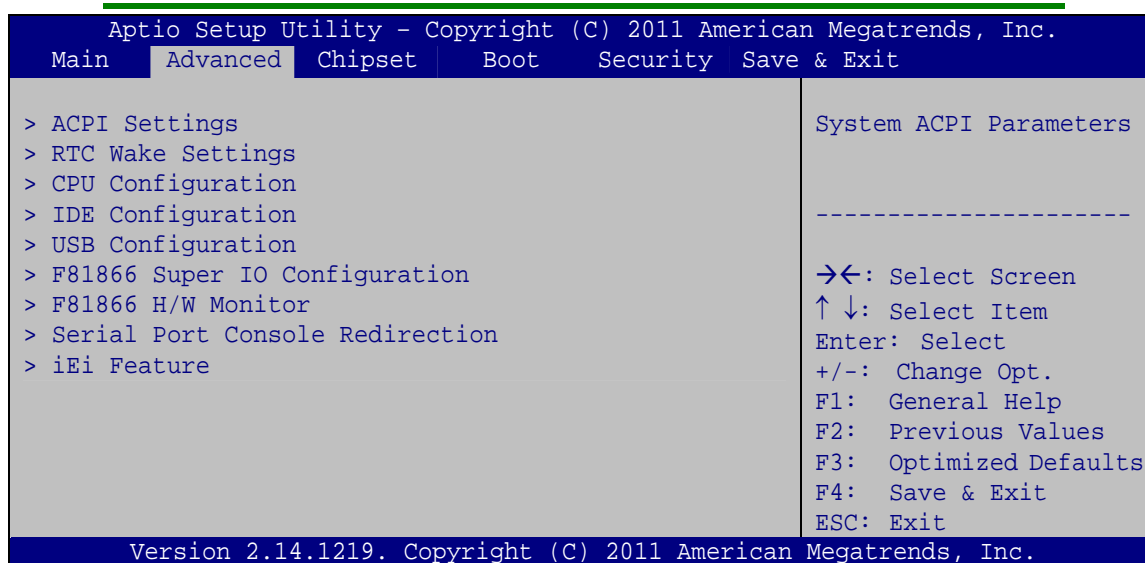 Aptio Setup Utility – Copyright (C) 2011 American Megatrends, Inc.
Main Advanced Chipset Boot Security Save & Exit
> ACPI Settings
> RTC Wake Settings
> CPU Configuration
> IDE Configuration
> USB Configuration
> F81866 Super IO Configuration
> F81866 H/W Monitor
> Serial Port Console Redirection
> iEi Feature
System ACPI Parameters
----------------------
→←: Select Screen
↑ ↓: Select Item
Enter: Select
+/-: Change Opt.
F1: General Help
F2: Previous Values
F3: Optimized Defaults
F4: Save & Exit
ESC: Exit
Version 2.14.1219. Copyright (C) 2011 American Megatrends, Inc.